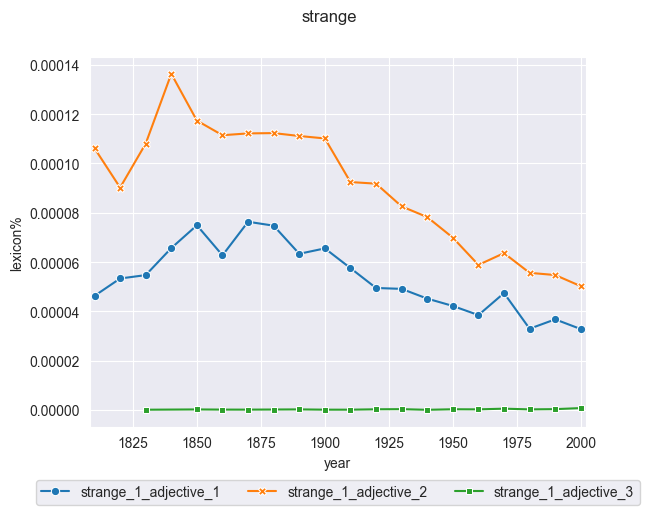 strange
0.00014
0.00012
0.00010
0.00008
0.00006
0.00004
0.00002
0.00000
lexicon%
1825 1850 1875 1900 1925 1950 1975 2000
year
strange_1_adjective_1 strange_1_adjective_2 strange_1_adjective_3